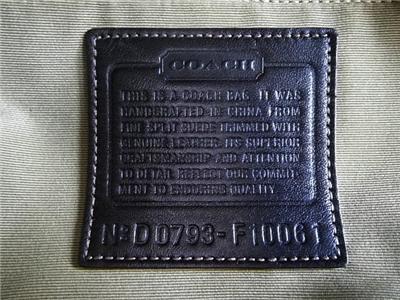 COACH
THIS IS A COACH BAG. IT WAS
HANDCRAFTED IN CHINA FROM
FINE SPLIT SUEDE TRIMMED WITH
GENUINE LEATHER. ITS SUPERIOR
CRAFTSMANSHIP AND ATTENTION
TO DETAIL REFLECT OUR COMMIT-
MENT TO ENDURING QUALITY.
Nº D0793-F10061